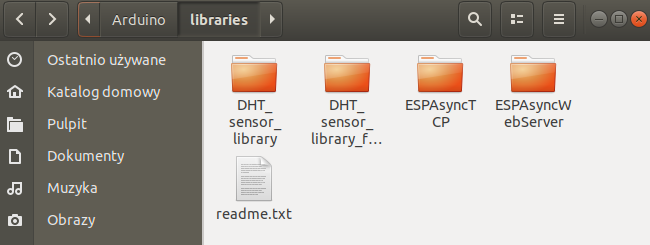 Arduino libraries
Ostatnio używane
Katalog domowy
Pulpit
Dokumenty
Muzyka
Obrazy
DHT_
sensor_
library
DHT_
sensor_
library_f...
ESPAsyncT
CP
ESPAsyncW
ebServer
readme.txt